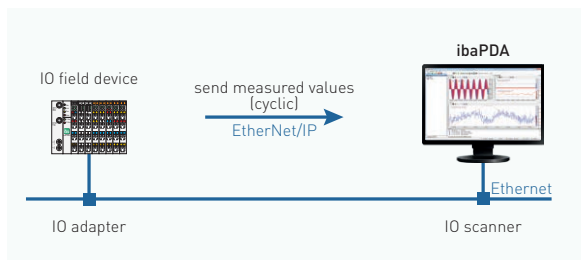 ibaPDA
IO field device
send measured values
(cyclic)
EtherNet/IP
Ethernet
IO adapter
IO scanner